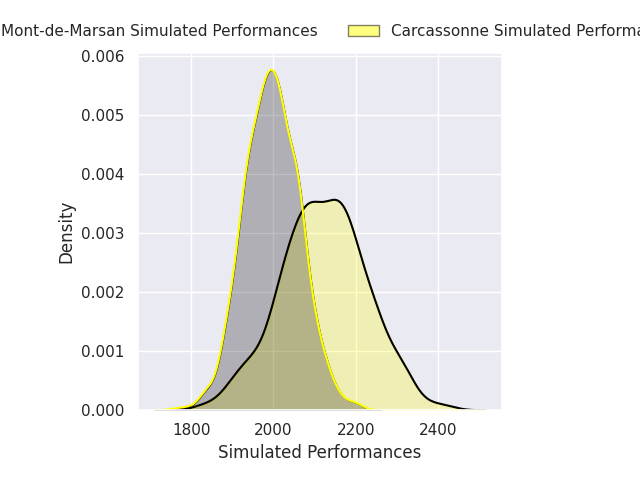 Mont-de-Marsan Simulated Performances
Carcassonne Simulated Performa
0.006
0.005
0.004
0.003
0.002
0.001
0.000
Density
1800 2000 2200 2400
Simulated Performances